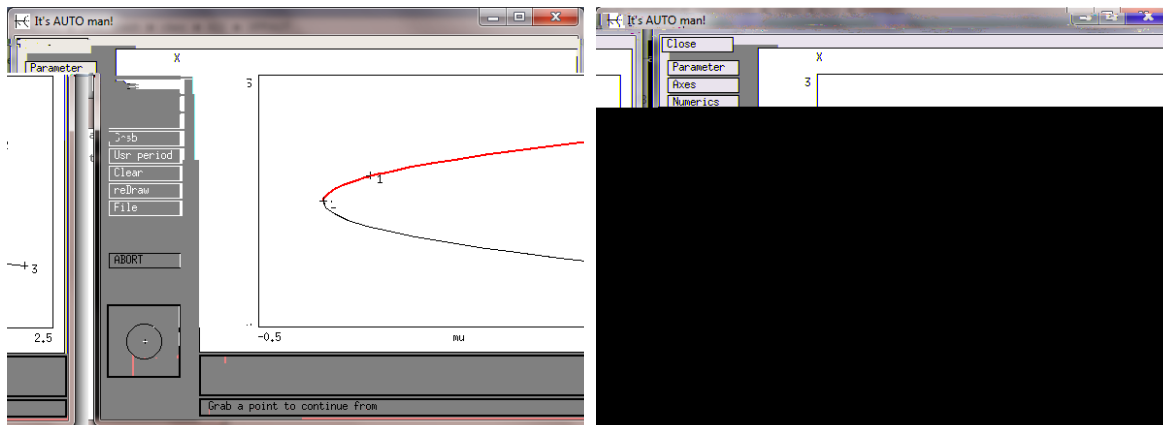 It's AUTO man!
X
Parameter
Usr period
Clear
reDraw
File
ABORT
1
3
2.5
-0.5
mu
Grab a point to continue from
It's AUTO man!
Close
X
Parameter
3
Axes
Numerics